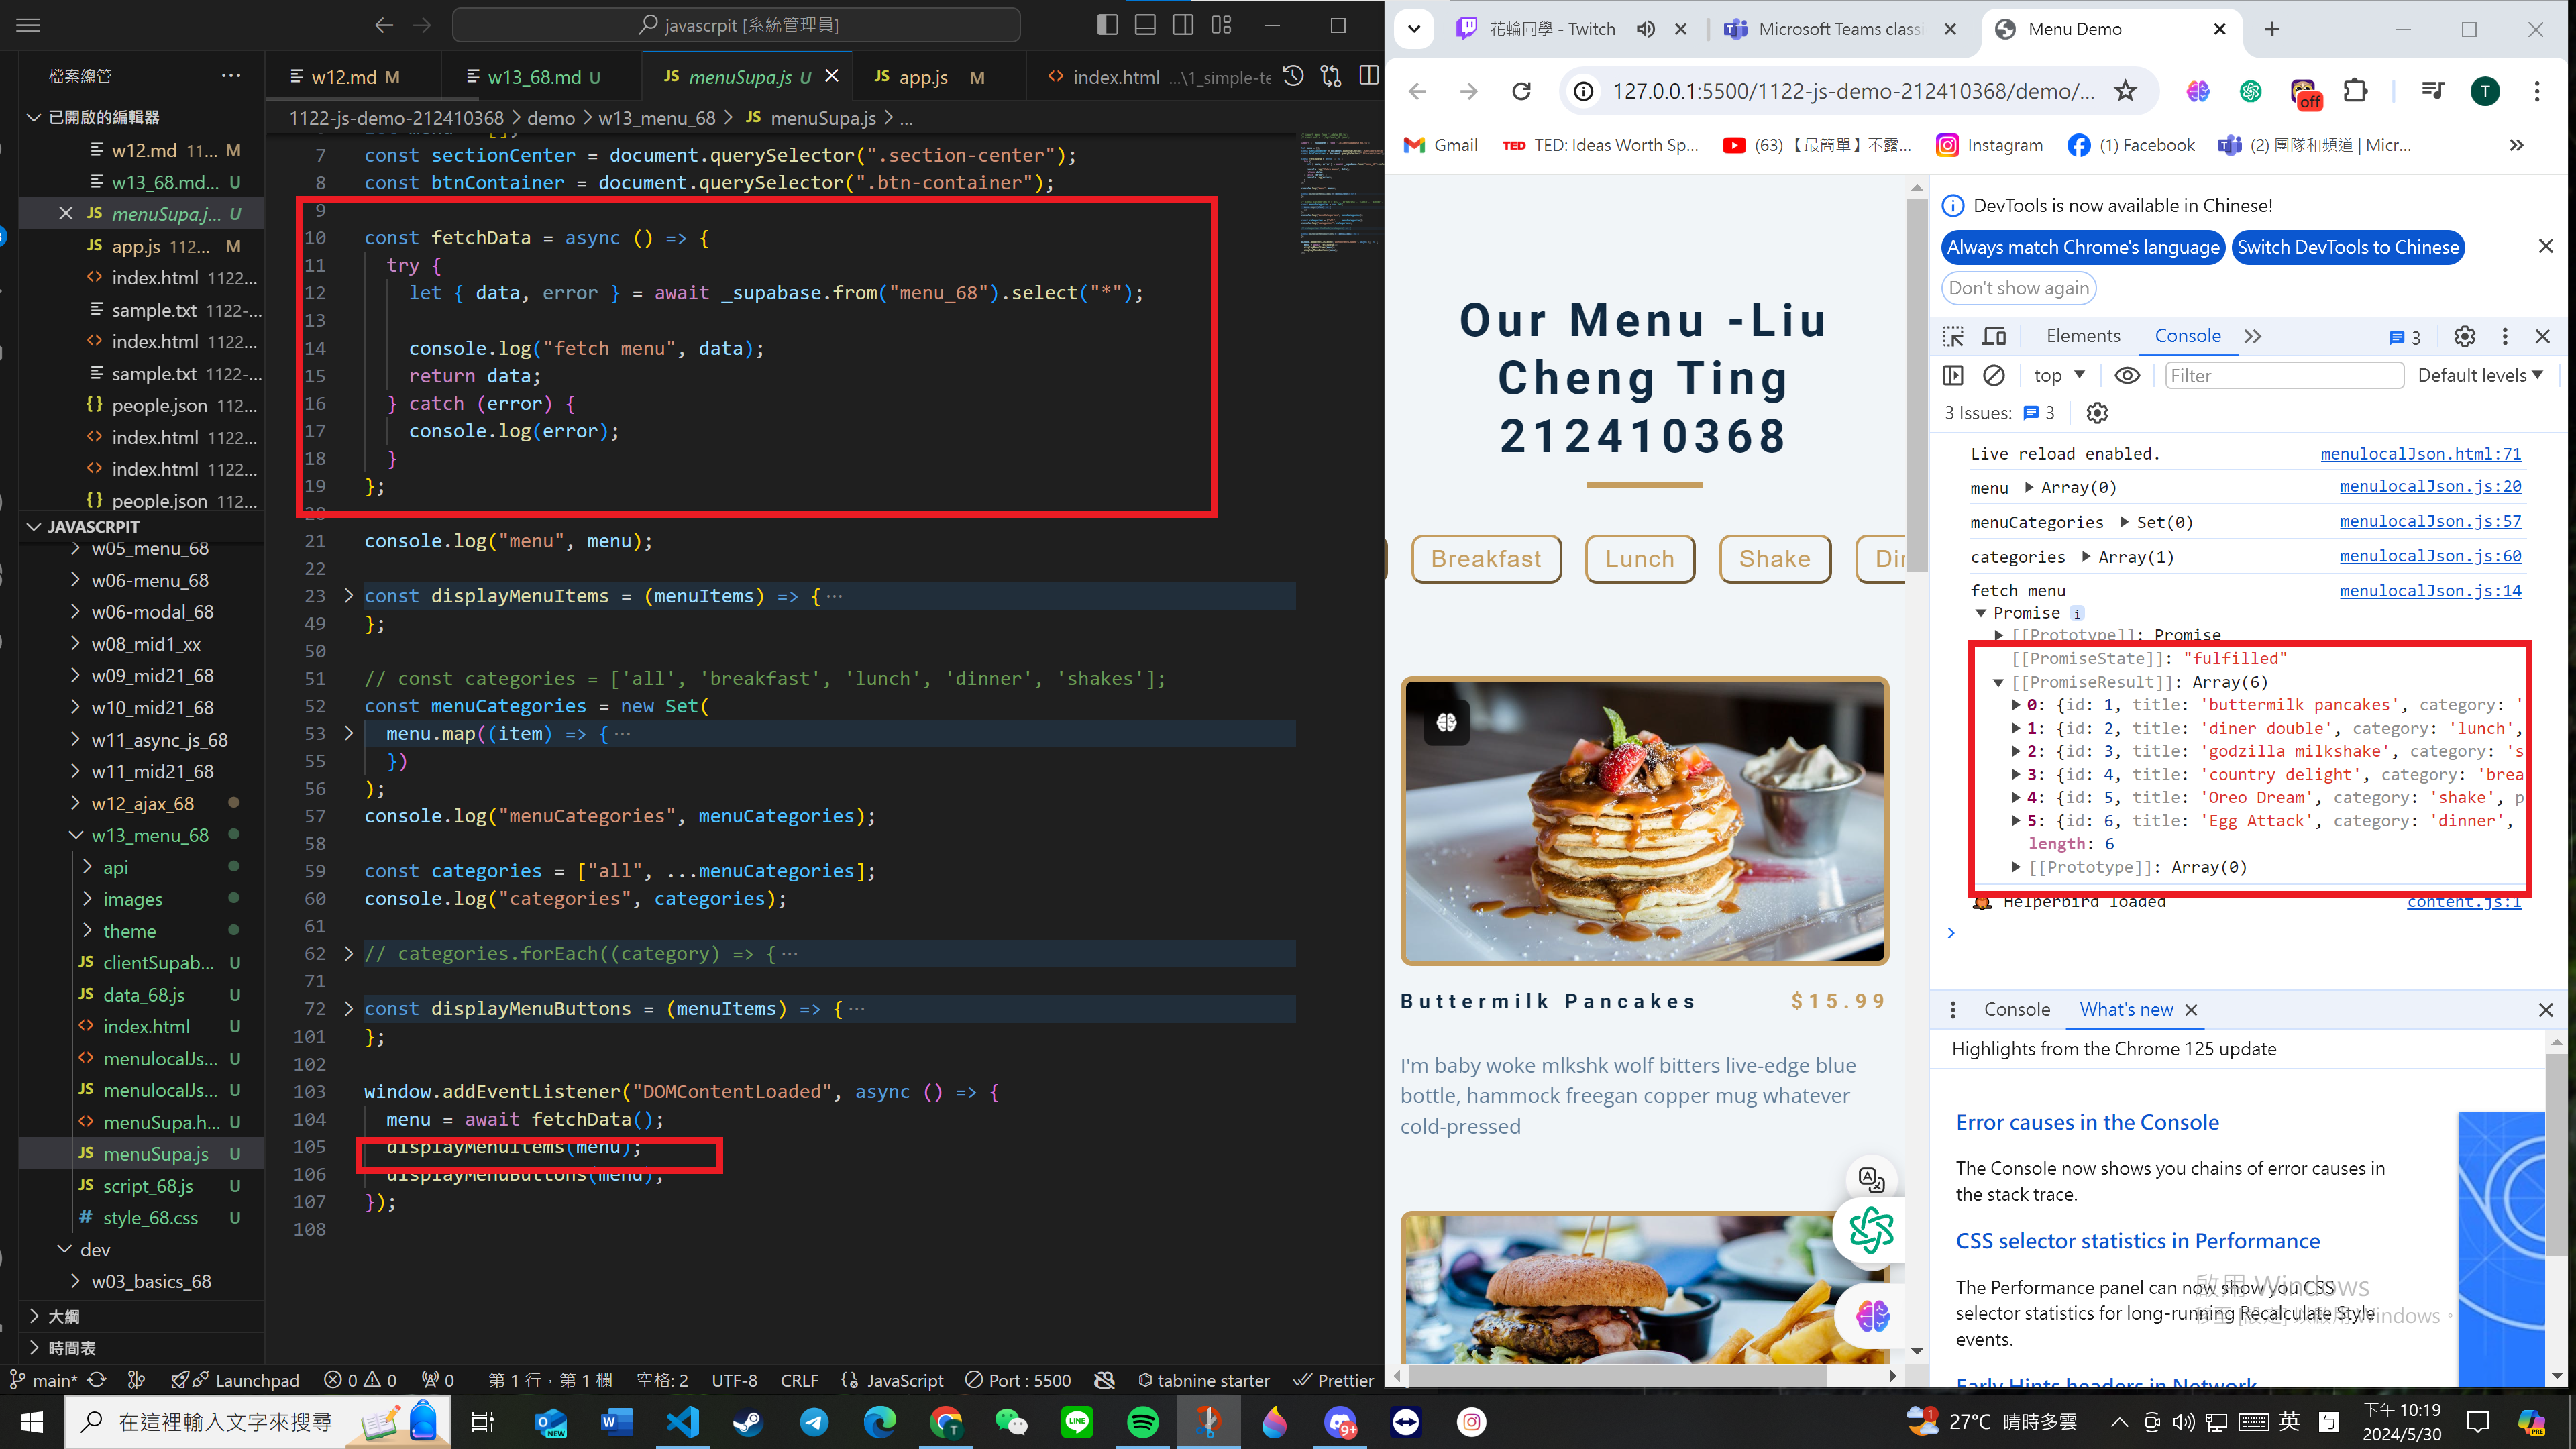 javascrpit [系統管理員]
檔案總管
w12.md M
w13_68.md U
JS menuSupa.js U
JS app.js M
index.html ...\1_simple-te
1122-js-demo-212410368 > demo > w13_menu_68 > JS menuSupa.js > ...
已開啟的編輯器
w12.md 11... M
w13_68.md... U
JS menuSupa.j... U
JS app.js 112... M
index.html 1122...
sample.txt 1122-...
index.html 1122...
sample.txt 1122-...
{} people.json 112...
index.html 1122...
index.html 1122...
{} people.json 112...
JAVASCRPIT
w05_menu_68
w06-menu_68
w06-modal_68
w08_mid1_xx
w09_mid21_68
w10_mid21_68
w11_async_js_68
w11_mid21_68
w12_ajax_68
w13_menu_68
api
images
theme
JS clientSupab... U
JS data_68.js U
index.html U
menulocalJs... U
JS menulocalJs... U
menuSupa.h... U
JS menuSupa.js U
JS script_68.js U
# style_68.css U
dev
w03_basics_68
大綱
時間表
7 const sectionCenter = document.querySelector(".section-center");
8 const btnContainer = document.querySelector(".btn-container");
9
10 const fetchData = async () => {
11 try {
12 let { data, error } = await _supabase.from("menu_68").select("*");
13
14 console.log("fetch menu", data);
15 return data;
16 } catch (error) {
17 console.log(error);
18 }
19 };
20
21 console.log("menu", menu);
22
23 const displayMenuItems = (menuItems) => {···
49 };
50
51 // const categories = ['all', 'breakfast', 'lunch', 'dinner', 'shakes'];
52 const menuCategories = new Set(
53 menu.map((item) => {···
55 })
56 );
57 console.log("menuCategories", menuCategories);
58
59 const categories = ["all", ...menuCategories];
60 console.log("categories", categories);
61
62 // categories.forEach((category) => {···
71
72 const displayMenuButtons = (menuItems) => {···
101 };
102
103 window.addEventListener("DOMContentLoaded", async () => {
104 menu = await fetchData();
105 displayMenuItems(menu);
106 displayMenuButtons(menu);
107 });
108
main* 0 0 0 Launchpad
第 1 行，第 1 欄 空格: 2 UTF-8 CRLF JavaScript Port : 5500 tabnine starter Prettier
花輪同學 - Twitch
Microsoft Teams classi
Menu Demo
127.0.0.1:5500/1122-js-demo-212410368/demo/...
off
T
Gmail
TED TED: Ideas Worth Sp...
(63) 【最簡單】不露...
Instagram
(1) Facebook
(2) 團隊和頻道 | Micr...
Our Menu -Liu
Cheng Ting
212410368
Breakfast
Lunch
Shake
Din
Buttermilk Pancakes $15.99
I'm baby woke mlkshk wolf bitters live-edge blue
bottle, hammock freegan copper mug whatever
cold-pressed
DevTools is now available in Chinese!
Always match Chrome's language
Switch DevTools to Chinese
Don't show again
Elements
Console
3
top
Filter
Default levels
3 Issues: 3
Live reload enabled. menulocalJson.html:71
menu Array(0) menulocalJson.js:20
menuCategories Set(0) menulocalJson.js:57
categories Array(1) menulocalJson.js:60
fetch menu menulocalJson.js:14
Promise i
[[Prototype]]: Promise
[[PromiseState]]: "fulfilled"
[[PromiseResult]]: Array(6)
0: {id: 1, title: 'buttermilk pancakes', category: '
1: {id: 2, title: 'diner double', category: 'lunch',
2: {id: 3, title: 'godzilla milkshake', category: 's
3: {id: 4, title: 'country delight', category: 'brea
4: {id: 5, title: 'Oreo Dream', category: 'shake', p
5: {id: 6, title: 'Egg Attack', category: 'dinner',
length: 6
[[Prototype]]: Array(0)
Helperbird loaded content.js:1
Console
What's new
Highlights from the Chrome 125 update
Error causes in the Console
The Console now shows you chains of error causes in
the stack trace.
CSS selector statistics in Performance
The Performance panel can now show you CSS
selector statistics for long-running Recalculate Style
events.
Early Hints headers in Network
啟用 Windows
移至 [設定] 以啟用 Windows。
在這裡輸入文字來搜尋
27°C 晴時多雲
英
下午 10:19
2024/5/30